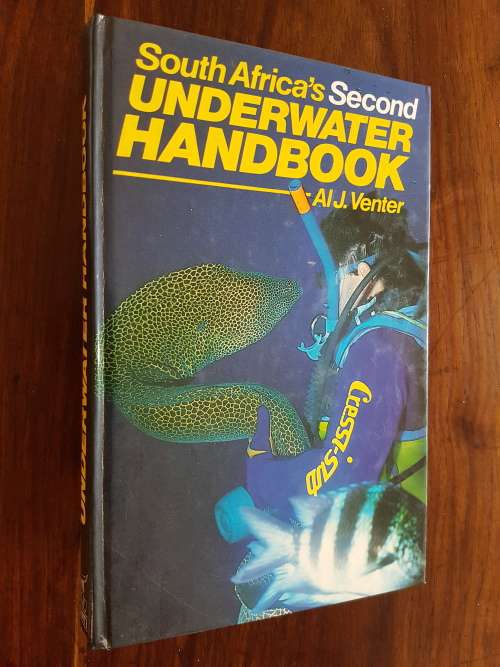 South Africa's Second
UNDERWATER
HANDBOOK
- Al J. Venter
Cressi-sub
UNDERWATER HANDBOOK